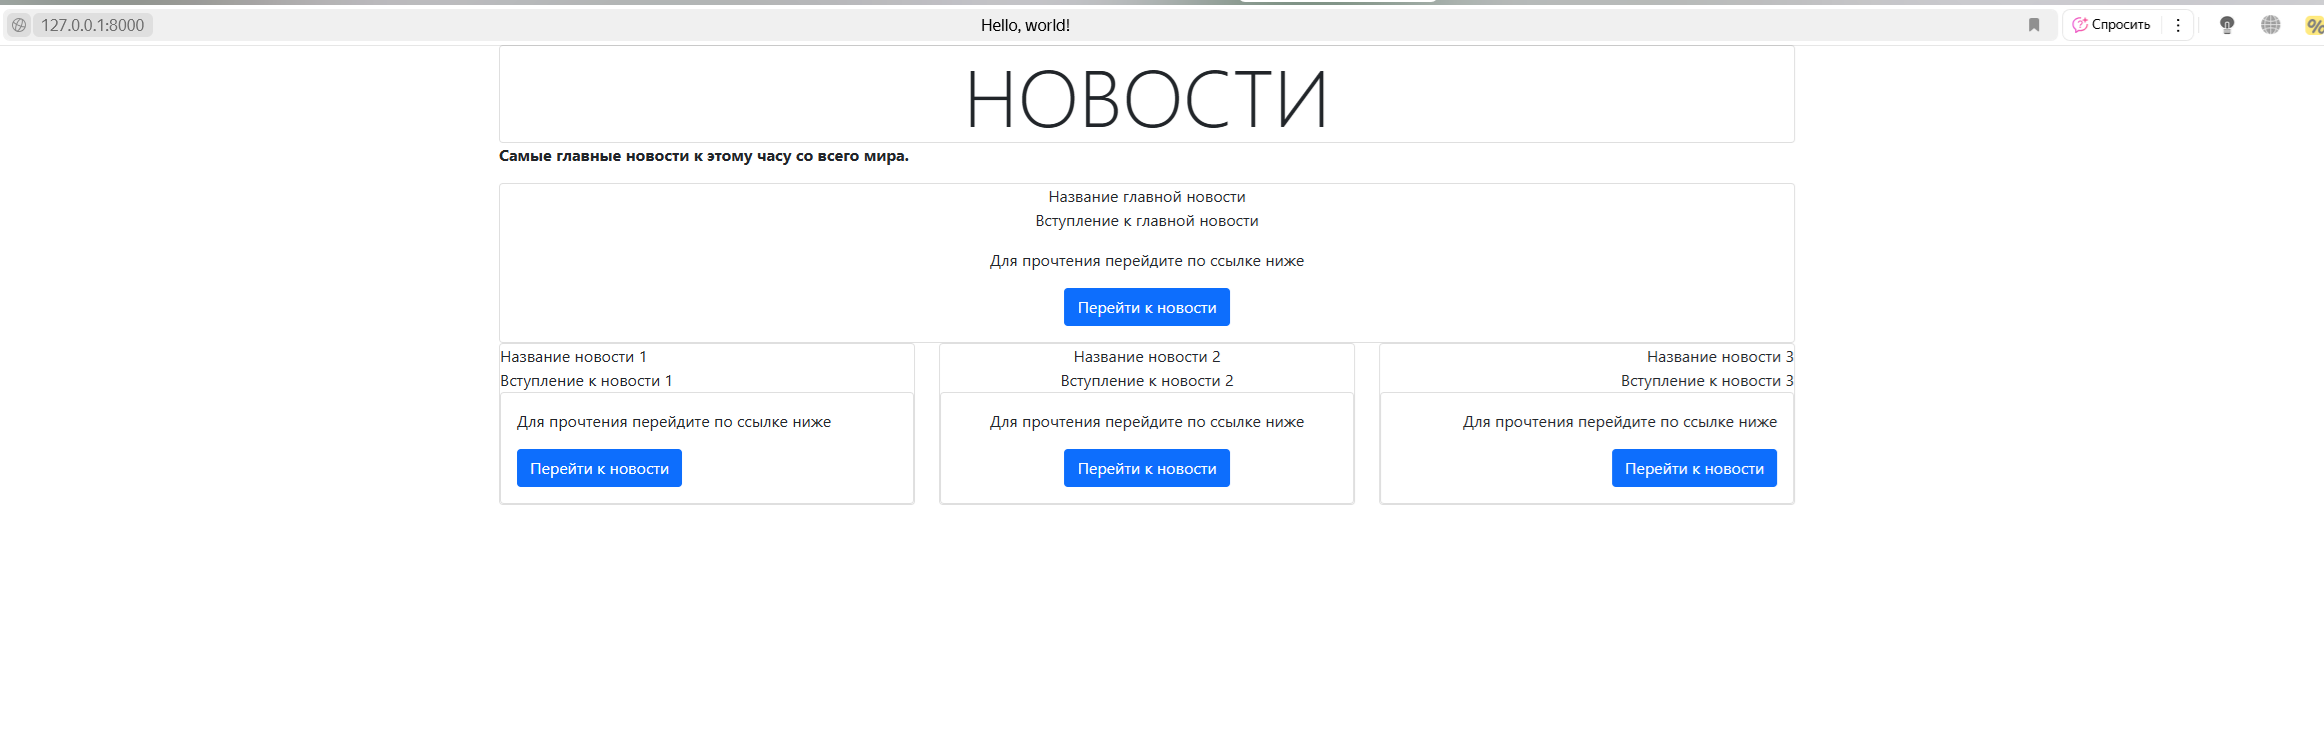 127.0.0.1:8000 Hello, world! Спросить
НОВОСТИ
Самые главные новости к этому часу со всего мира.
Название главной новости
Вступление к главной новости
Для прочтения перейдите по ссылке ниже
Перейти к новости
Название новости 1
Вступление к новости 1
Для прочтения перейдите по ссылке ниже
Перейти к новости
Название новости 2
Вступление к новости 2
Для прочтения перейдите по ссылке ниже
Перейти к новости
Название новости 3
Вступление к новости 3
Для прочтения перейдите по ссылке ниже
Перейти к новости